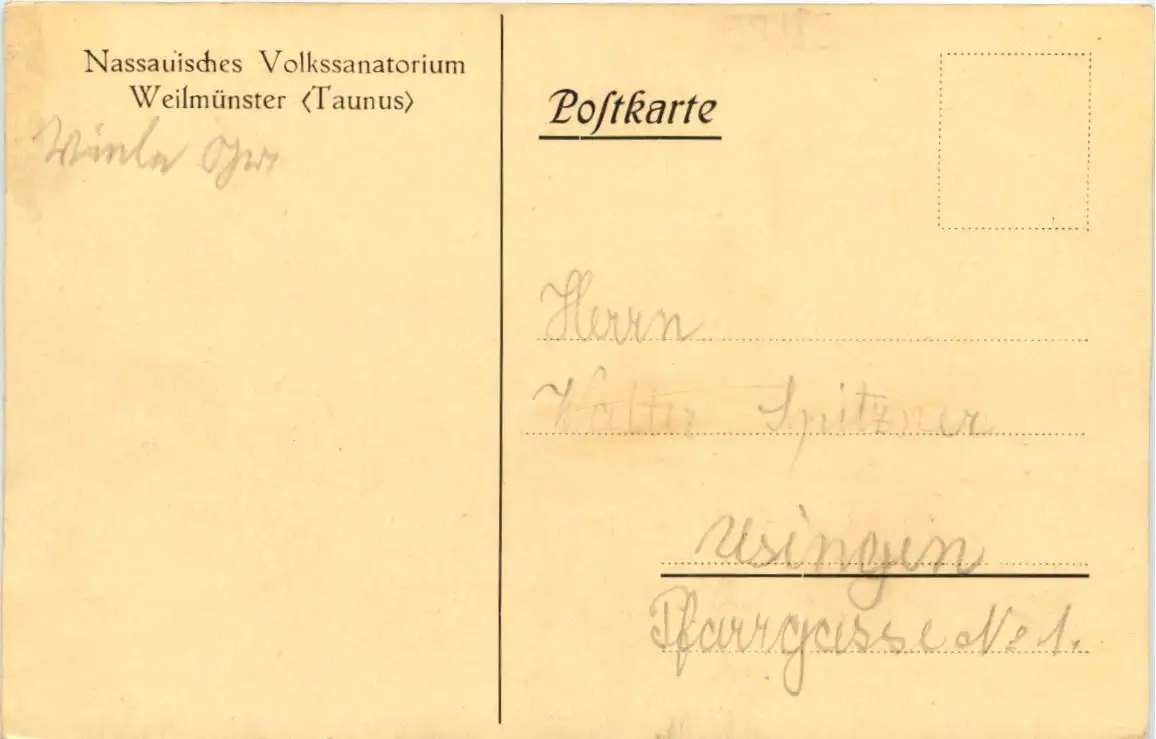 Nassauisches Volkssanatorium
Weilmünster <Taunus>
Postkarte
Herrn
Walter Spitzner
Usingen
Pfarrgasse No 1.